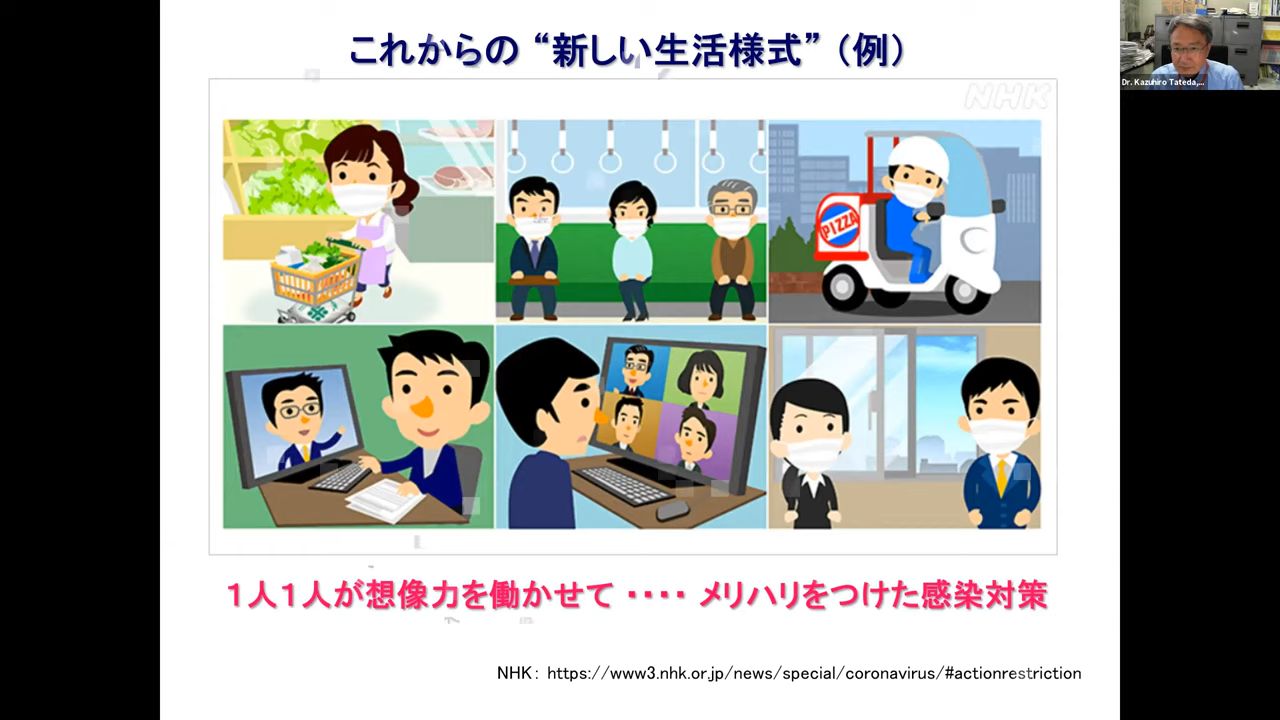 これからの “新しい生活様式” （例）
NHK
Dr. Kazuhiro Tateda,...
PIZZA
１人１人が想像力を働かせて ・・・・ メリハリをつけた感染対策
NHK： https://www3.nhk.or.jp/news/special/coronavirus/#actionrestriction